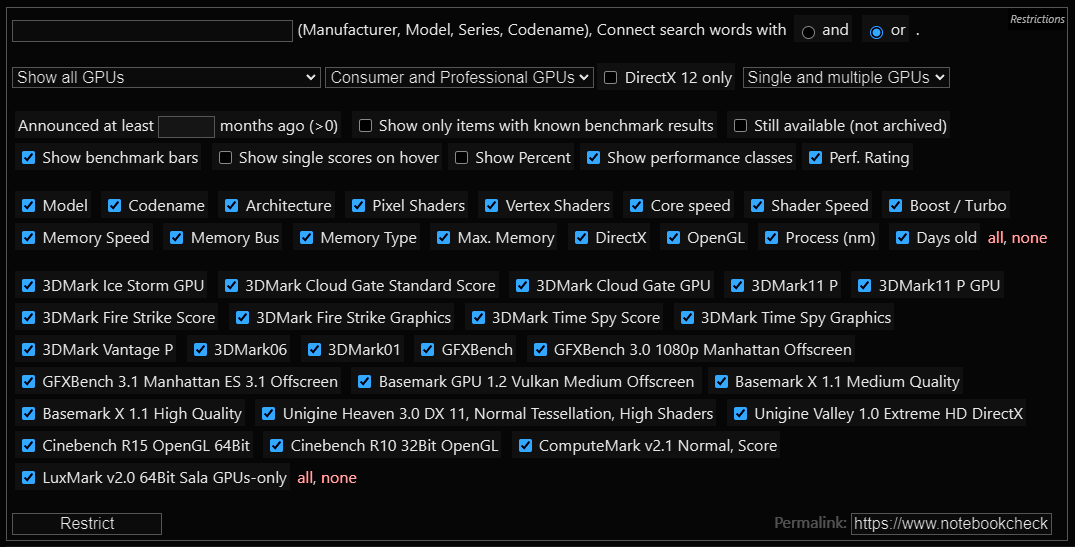 Restrictions
(Manufacturer, Model, Series, Codename), Connect search words with and or .
Show all GPUs Consumer and Professional GPUs DirectX 12 only Single and multiple GPUs
Announced at least months ago (>0) Show only items with known benchmark results Still available (not archived)
Show benchmark bars Show single scores on hover Show Percent Show performance classes Perf. Rating
Model Codename Architecture Pixel Shaders Vertex Shaders Core speed Shader Speed Boost / Turbo
Memory Speed Memory Bus Memory Type Max. Memory DirectX OpenGL Process (nm) Days old all, none
3DMark Ice Storm GPU 3DMark Cloud Gate Standard Score 3DMark Cloud Gate GPU 3DMark11 P 3DMark11 P GPU
3DMark Fire Strike Score 3DMark Fire Strike Graphics 3DMark Time Spy Score 3DMark Time Spy Graphics
3DMark Vantage P 3DMark06 3DMark01 GFXBench GFXBench 3.0 1080p Manhattan Offscreen
GFXBench 3.1 Manhattan ES 3.1 Offscreen Basemark GPU 1.2 Vulkan Medium Offscreen Basemark X 1.1 Medium Quality
Basemark X 1.1 High Quality Unigine Heaven 3.0 DX 11, Normal Tessellation, High Shaders Unigine Valley 1.0 Extreme HD DirectX
Cinebench R15 OpenGL 64Bit Cinebench R10 32Bit OpenGL ComputeMark v2.1 Normal, Score
LuxMark v2.0 64Bit Sala GPUs-only all, none
Restrict Permalink: https://www.notebookcheck